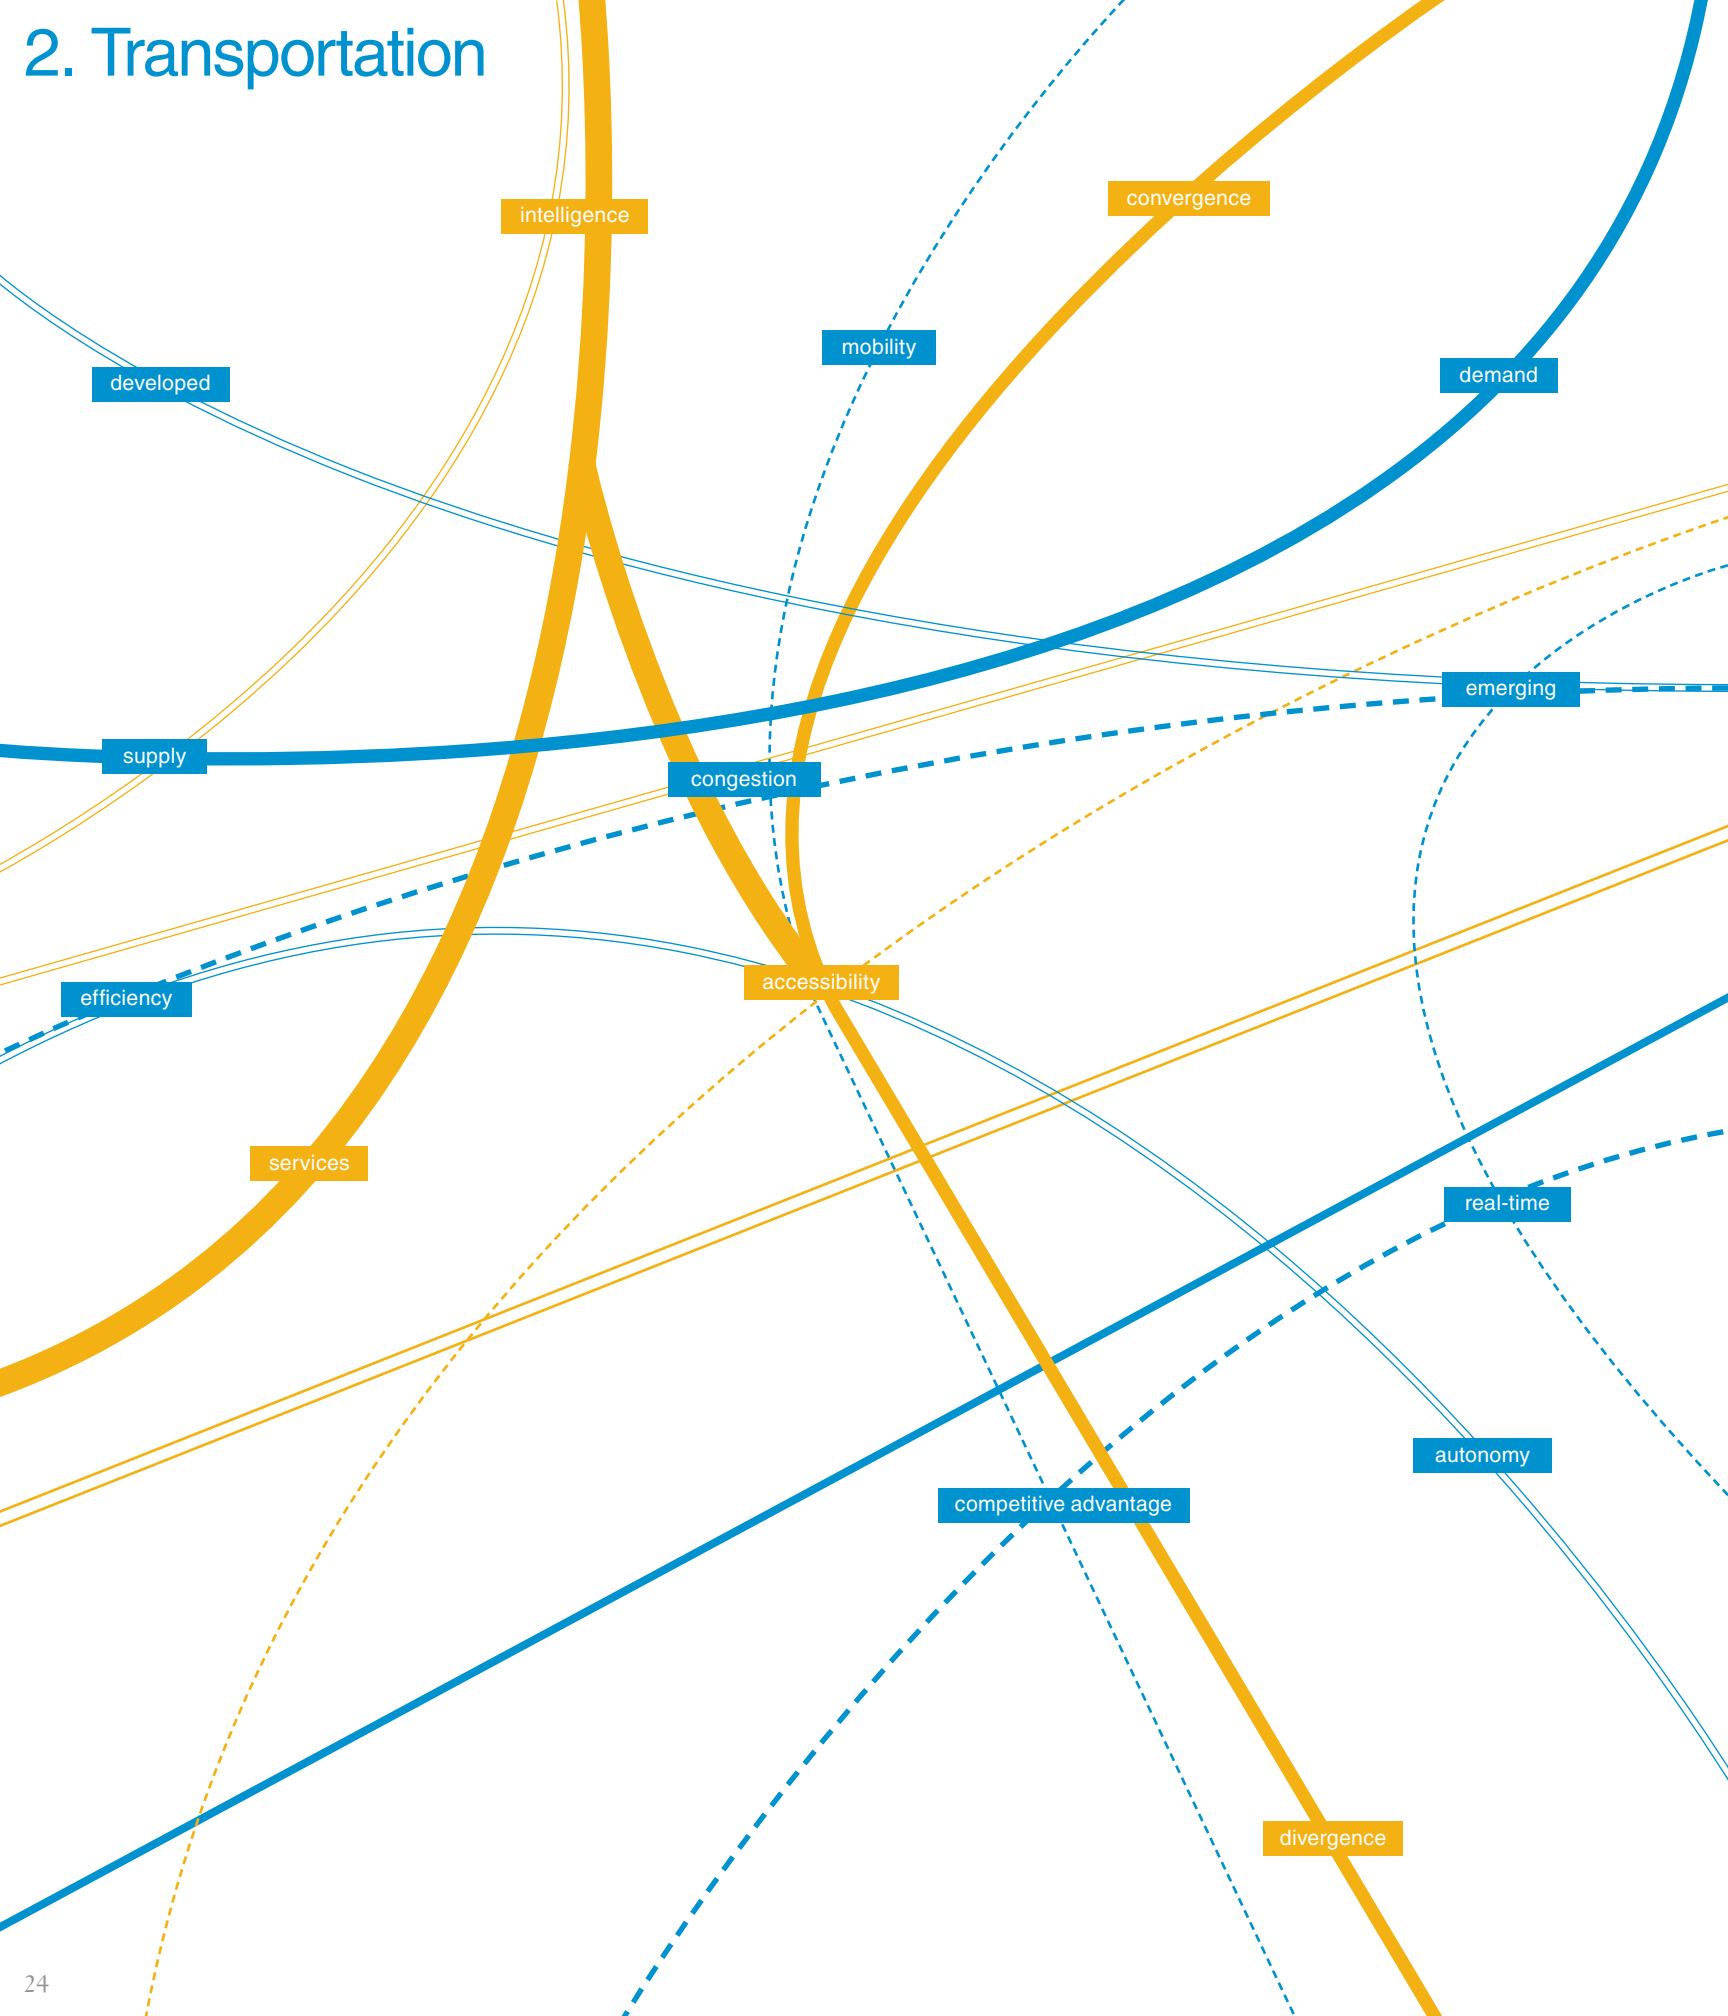 2. Transportation
convergence
intelligence
mobility
demand
developed
emerging
supply
congestion
accessibility
efficiency
services
real-time
autonomy
competitive advantage
divergence
24